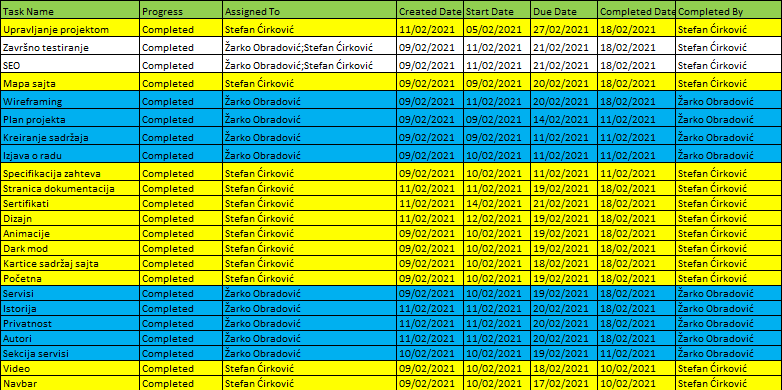 Task Name Progress Assigned To Created Date Start Date Due Date Completed Date Completed By
Upravljanje projektom Completed Stefan Ćirković 11/02/2021 05/02/2021 27/02/2021 18/02/2021 Stefan Ćirković
Završno testiranje Completed Žarko Obradović;Stefan Ćirković 09/02/2021 11/02/2021 21/02/2021 18/02/2021 Stefan Ćirković
SEO Completed Žarko Obradović;Stefan Ćirković 09/02/2021 11/02/2021 21/02/2021 18/02/2021 Stefan Ćirković
Mapa sajta Completed Stefan Ćirković 09/02/2021 09/02/2021 20/02/2021 18/02/2021 Stefan Ćirković
Wireframing Completed Žarko Obradović 09/02/2021 11/02/2021 20/02/2021 18/02/2021 Žarko Obradović
Plan projekta Completed Žarko Obradović 09/02/2021 09/02/2021 14/02/2021 11/02/2021 Žarko Obradović
Kreiranje sadržaja Completed Žarko Obradović 09/02/2021 09/02/2021 11/02/2021 11/02/2021 Žarko Obradović
Izjava o radu Completed Žarko Obradović 09/02/2021 10/02/2021 11/02/2021 11/02/2021 Žarko Obradović
Specifikacija zahteva Completed Stefan Ćirković 09/02/2021 10/02/2021 11/02/2021 11/02/2021 Stefan Ćirković
Stranica dokumentacija Completed Stefan Ćirković 11/02/2021 11/02/2021 19/02/2021 18/02/2021 Stefan Ćirković
Sertifikati Completed Stefan Ćirković 11/02/2021 14/02/2021 21/02/2021 18/02/2021 Stefan Ćirković
Dizajn Completed Stefan Ćirković 11/02/2021 12/02/2021 19/02/2021 18/02/2021 Stefan Ćirković
Animacije Completed Stefan Ćirković 09/02/2021 10/02/2021 19/02/2021 18/02/2021 Stefan Ćirković
Dark mod Completed Stefan Ćirković 09/02/2021 10/02/2021 19/02/2021 18/02/2021 Stefan Ćirković
Kartice sadržaj sajta Completed Stefan Ćirković 09/02/2021 10/02/2021 19/02/2021 18/02/2021 Stefan Ćirković
Početna Completed Stefan Ćirković 09/02/2021 10/02/2021 19/02/2021 18/02/2021 Stefan Ćirković
Servisi Completed Žarko Obradović 09/02/2021 10/02/2021 19/02/2021 18/02/2021 Žarko Obradović
Istorija Completed Žarko Obradović 11/02/2021 11/02/2021 20/02/2021 18/02/2021 Žarko Obradović
Privatnost Completed Žarko Obradović 11/02/2021 11/02/2021 20/02/2021 18/02/2021 Žarko Obradović
Autori Completed Žarko Obradović 11/02/2021 11/02/2021 20/02/2021 18/02/2021 Žarko Obradović
Sekcija servisi Completed Žarko Obradović 10/02/2021 10/02/2021 19/02/2021 11/02/2021 Žarko Obradović
Video Completed Stefan Ćirković 09/02/2021 10/02/2021 18/02/2021 10/02/2021 Stefan Ćirković
Navbar Completed Stefan Ćirković 09/02/2021 10/02/2021 17/02/2021 10/02/2021 Stefan Ćirković